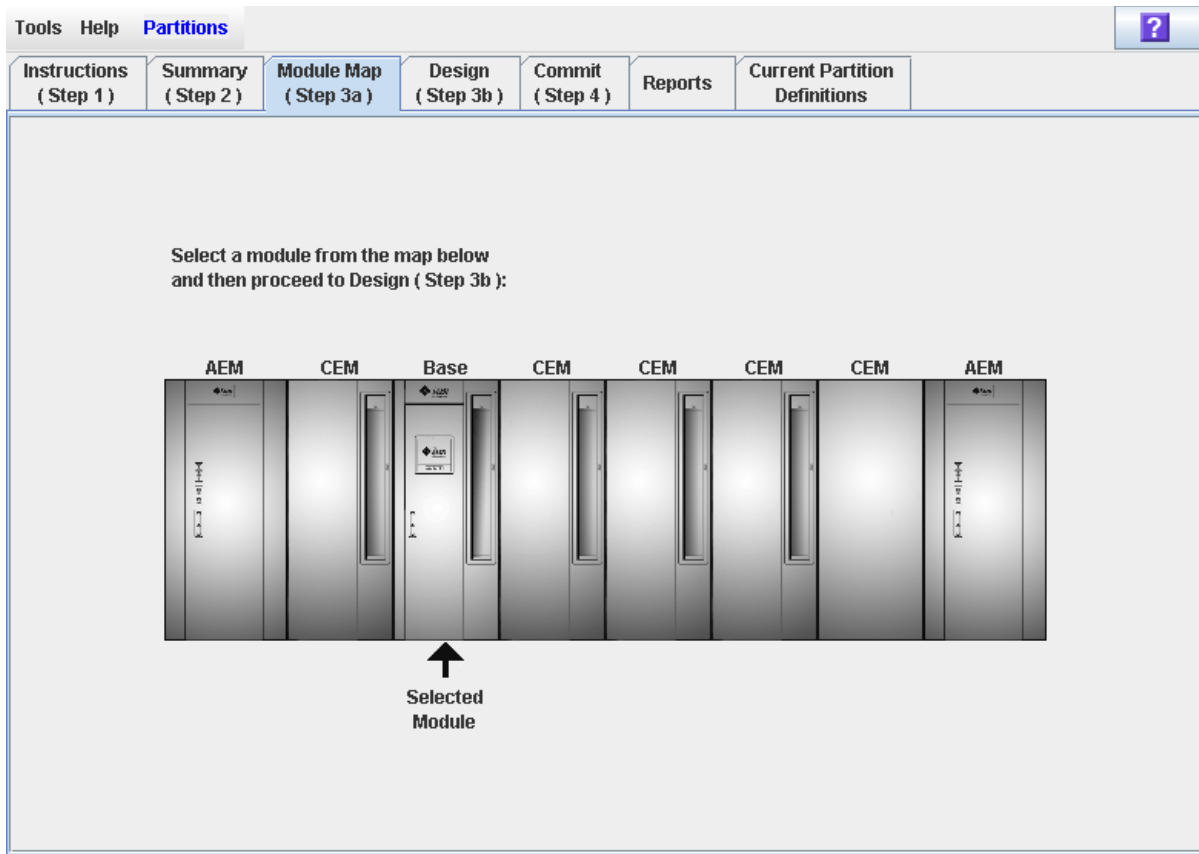 Tools Help Partitions ?
Instructions
( Step 1 )
Summary
( Step 2 )
Module Map
( Step 3a )
Design
( Step 3b )
Commit
( Step 4 )
Reports
Current Partition
Definitions
Select a module from the map below
and then proceed to Design ( Step 3b ):
AEM CEM Base CEM CEM CEM CEM AEM
Selected
Module